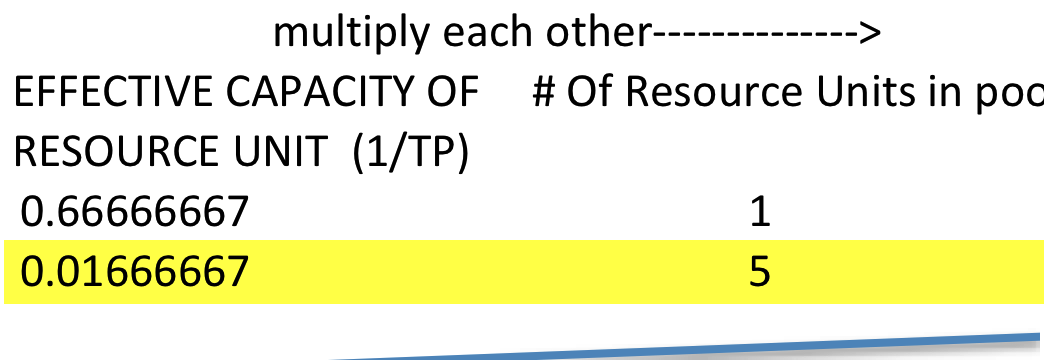 multiply each other-------------->
EFFECTIVE CAPACITY OF # Of Resource Units in
RESOURCE UNIT (1/TP)
0.66666667 1
0.01666667 5